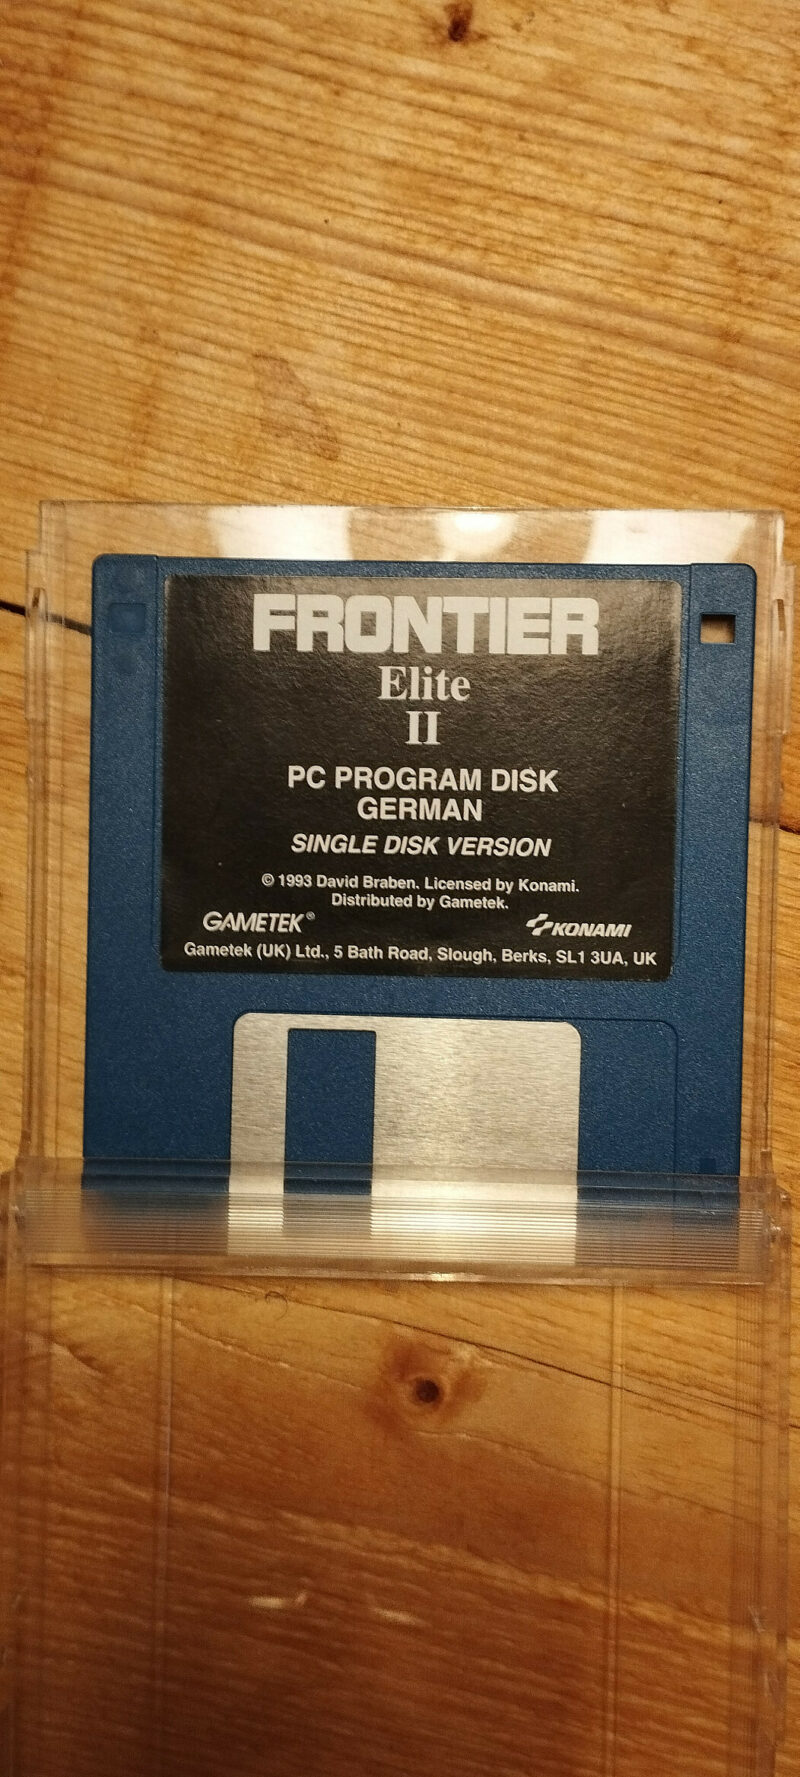 FRONTIER
Elite
II
PC PROGRAM DISK
GERMAN
SINGLE DISK VERSION
© 1993 David Braben. Licensed by Konami.
Distributed by Gametek.
GAMETEK® KONAMI
Gametek (UK) Ltd., 5 Bath Road, Slough, Berks, SL1 3UA, UK